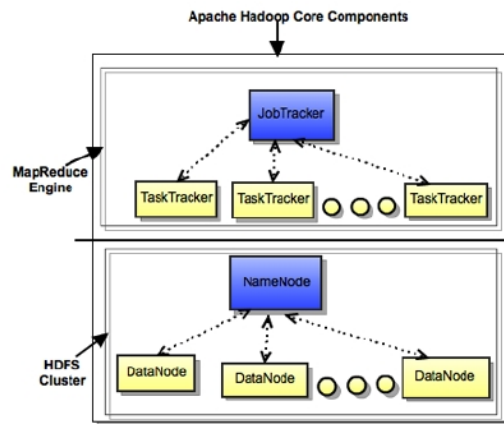 Apache Hadoop Core Components
JobTracker
MapReduce
Engine
TaskTracker
TaskTracker
TaskTracker
NameNode
HDFS
Cluster
DataNode
DataNode
DataNode